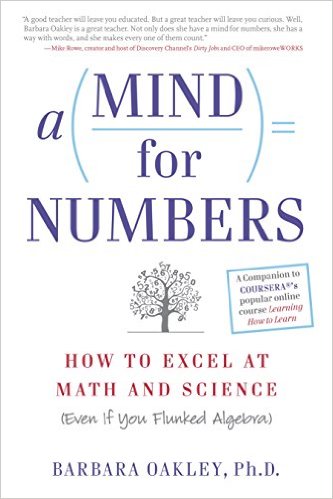 “A good teacher will leave you educated. But a great teacher will leave you curious. Well,
Barbara Oakley is a great teacher. Not only does she have a mind for numbers, she has a
way with words, and she makes every one of them count.”
—Mike Rowe, creator and host of Discovery Channel's Dirty Jobs and CEO of mikeroweWORKS
a (MIND
for) =
NUMBERS
A Companion to
COURSERA®'s
popular online
course Learning
How to Learn
HOW TO EXCEL AT
MATH AND SCIENCE
(Even If You Flunked Algebra)
BARBARA OAKLEY, Ph.D.